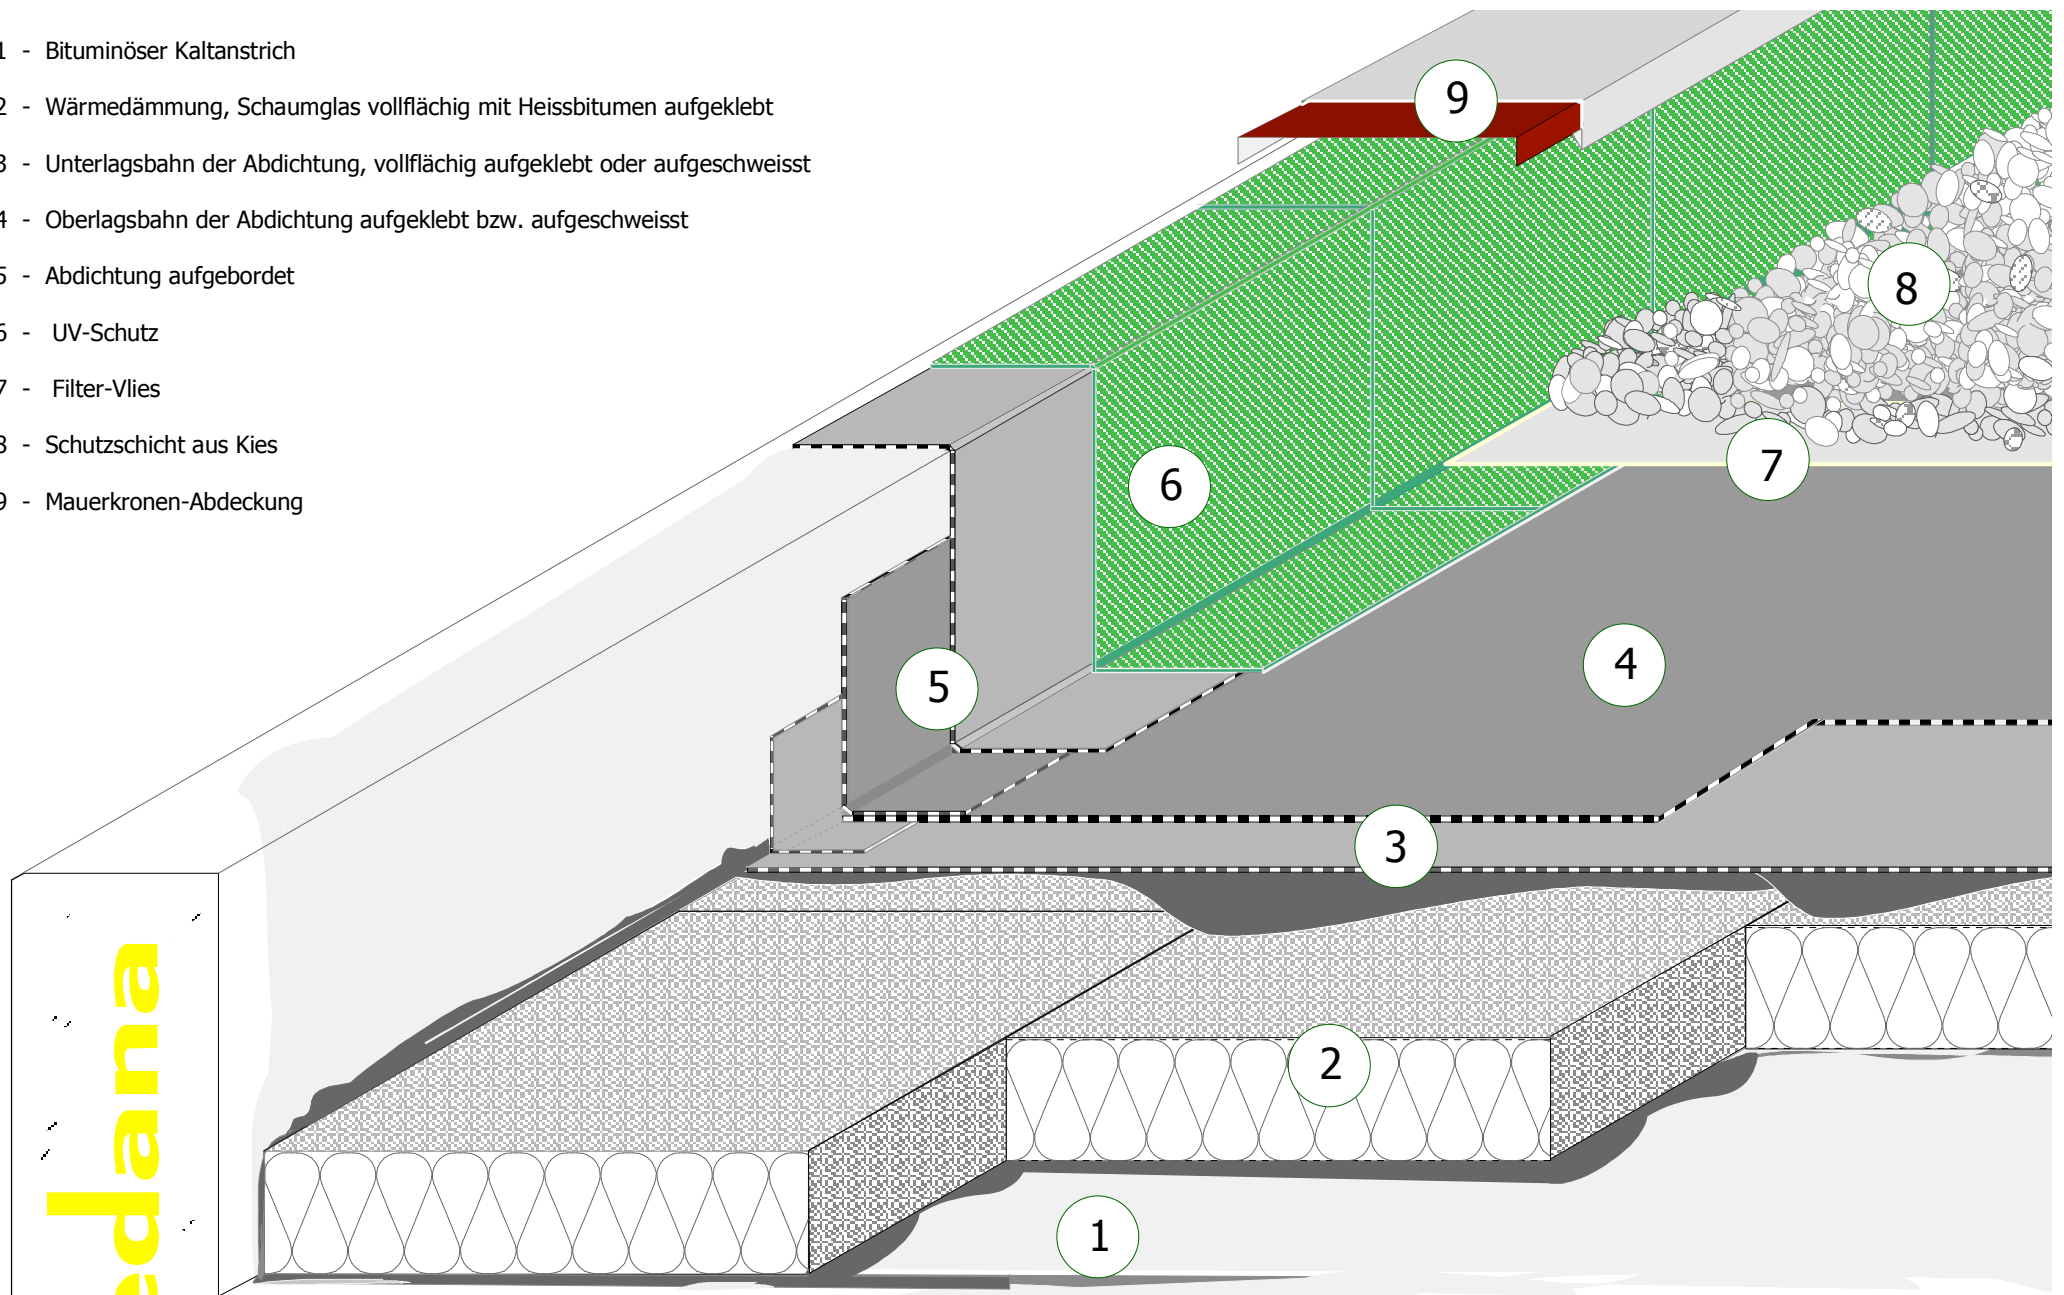 1 - Bituminöser Kaltanstrich
2 - Wärmedämmung, Schaumglas vollflächig mit Heissbitumen aufgeklebt
3 - Unterlagsbahn der Abdichtung, vollflächig aufgeklebt oder aufgeschweisst
4 - Oberlagsbahn der Abdichtung aufgeklebt bzw. aufgeschweisst
5 - Abdichtung aufgebordet
6 - UV-Schutz
7 - Filter-Vlies
8 - Schutzschicht aus Kies
9 - Mauerkronen-Abdeckung
9
8
7
6
5
4
3
2
1
edana